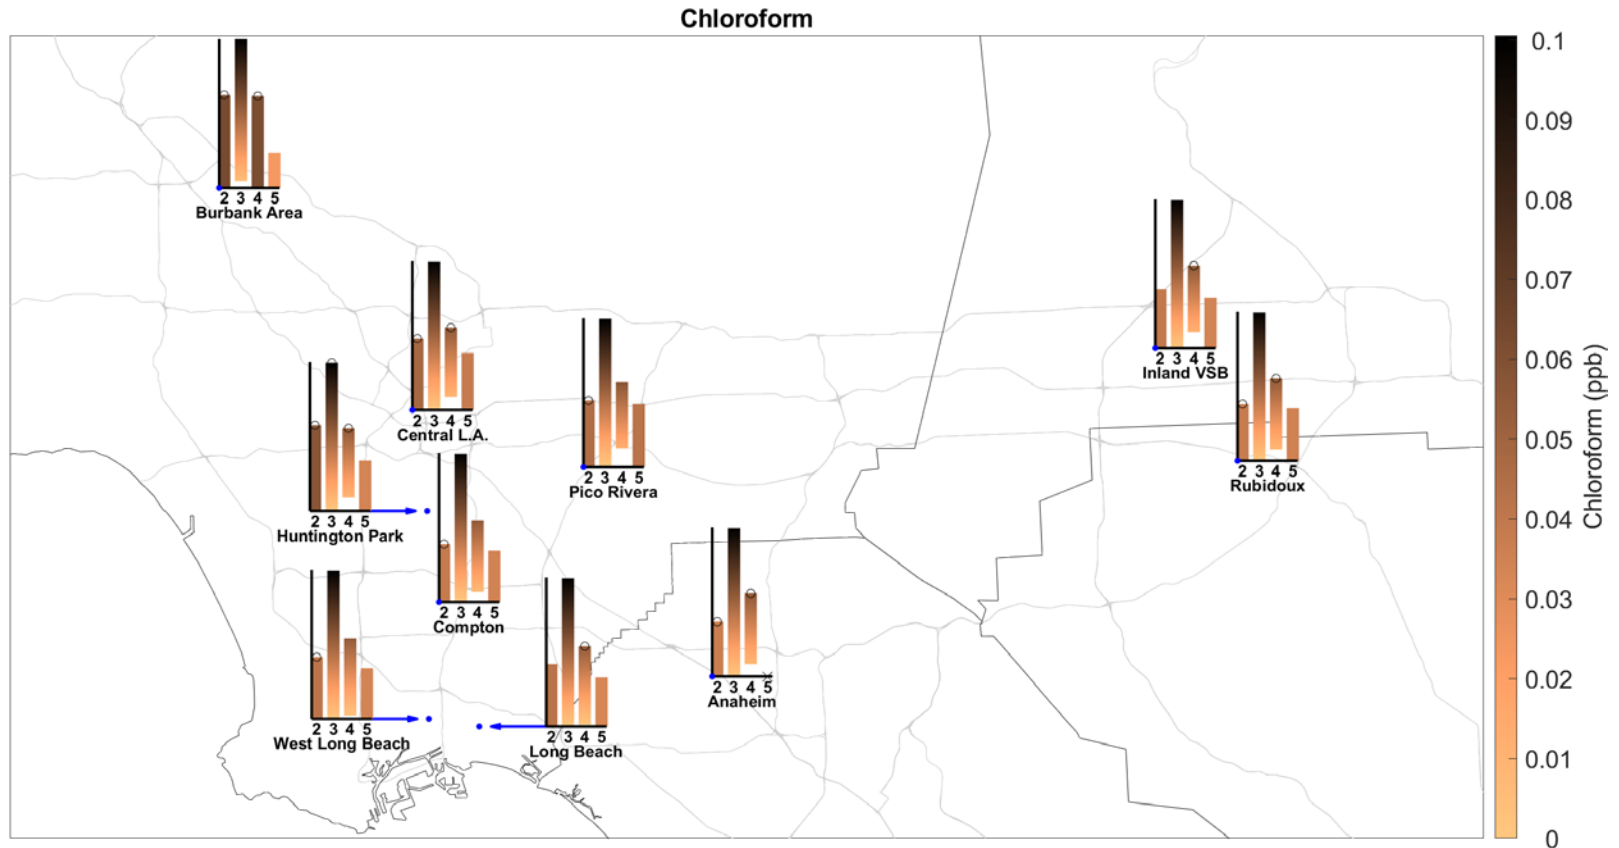 Chloroform
2 3 4 5
Burbank Area
2 3 4 5
Inland VSB
2 3 4 5
Central L.A.
2 3 4 5
Pico Rivera
2 3 4 5
Rubidoux
2 3 4 5
Huntington Park
2 3 4 5
Compton
2 3 4 5
Anaheim
2 3 4 5
West Long Beach
2 3 4 5
Long Beach
0.1
0.09
0.08
0.07
0.06
0.05
0.04
0.03
0.02
0.01
0
Chloroform (ppb)